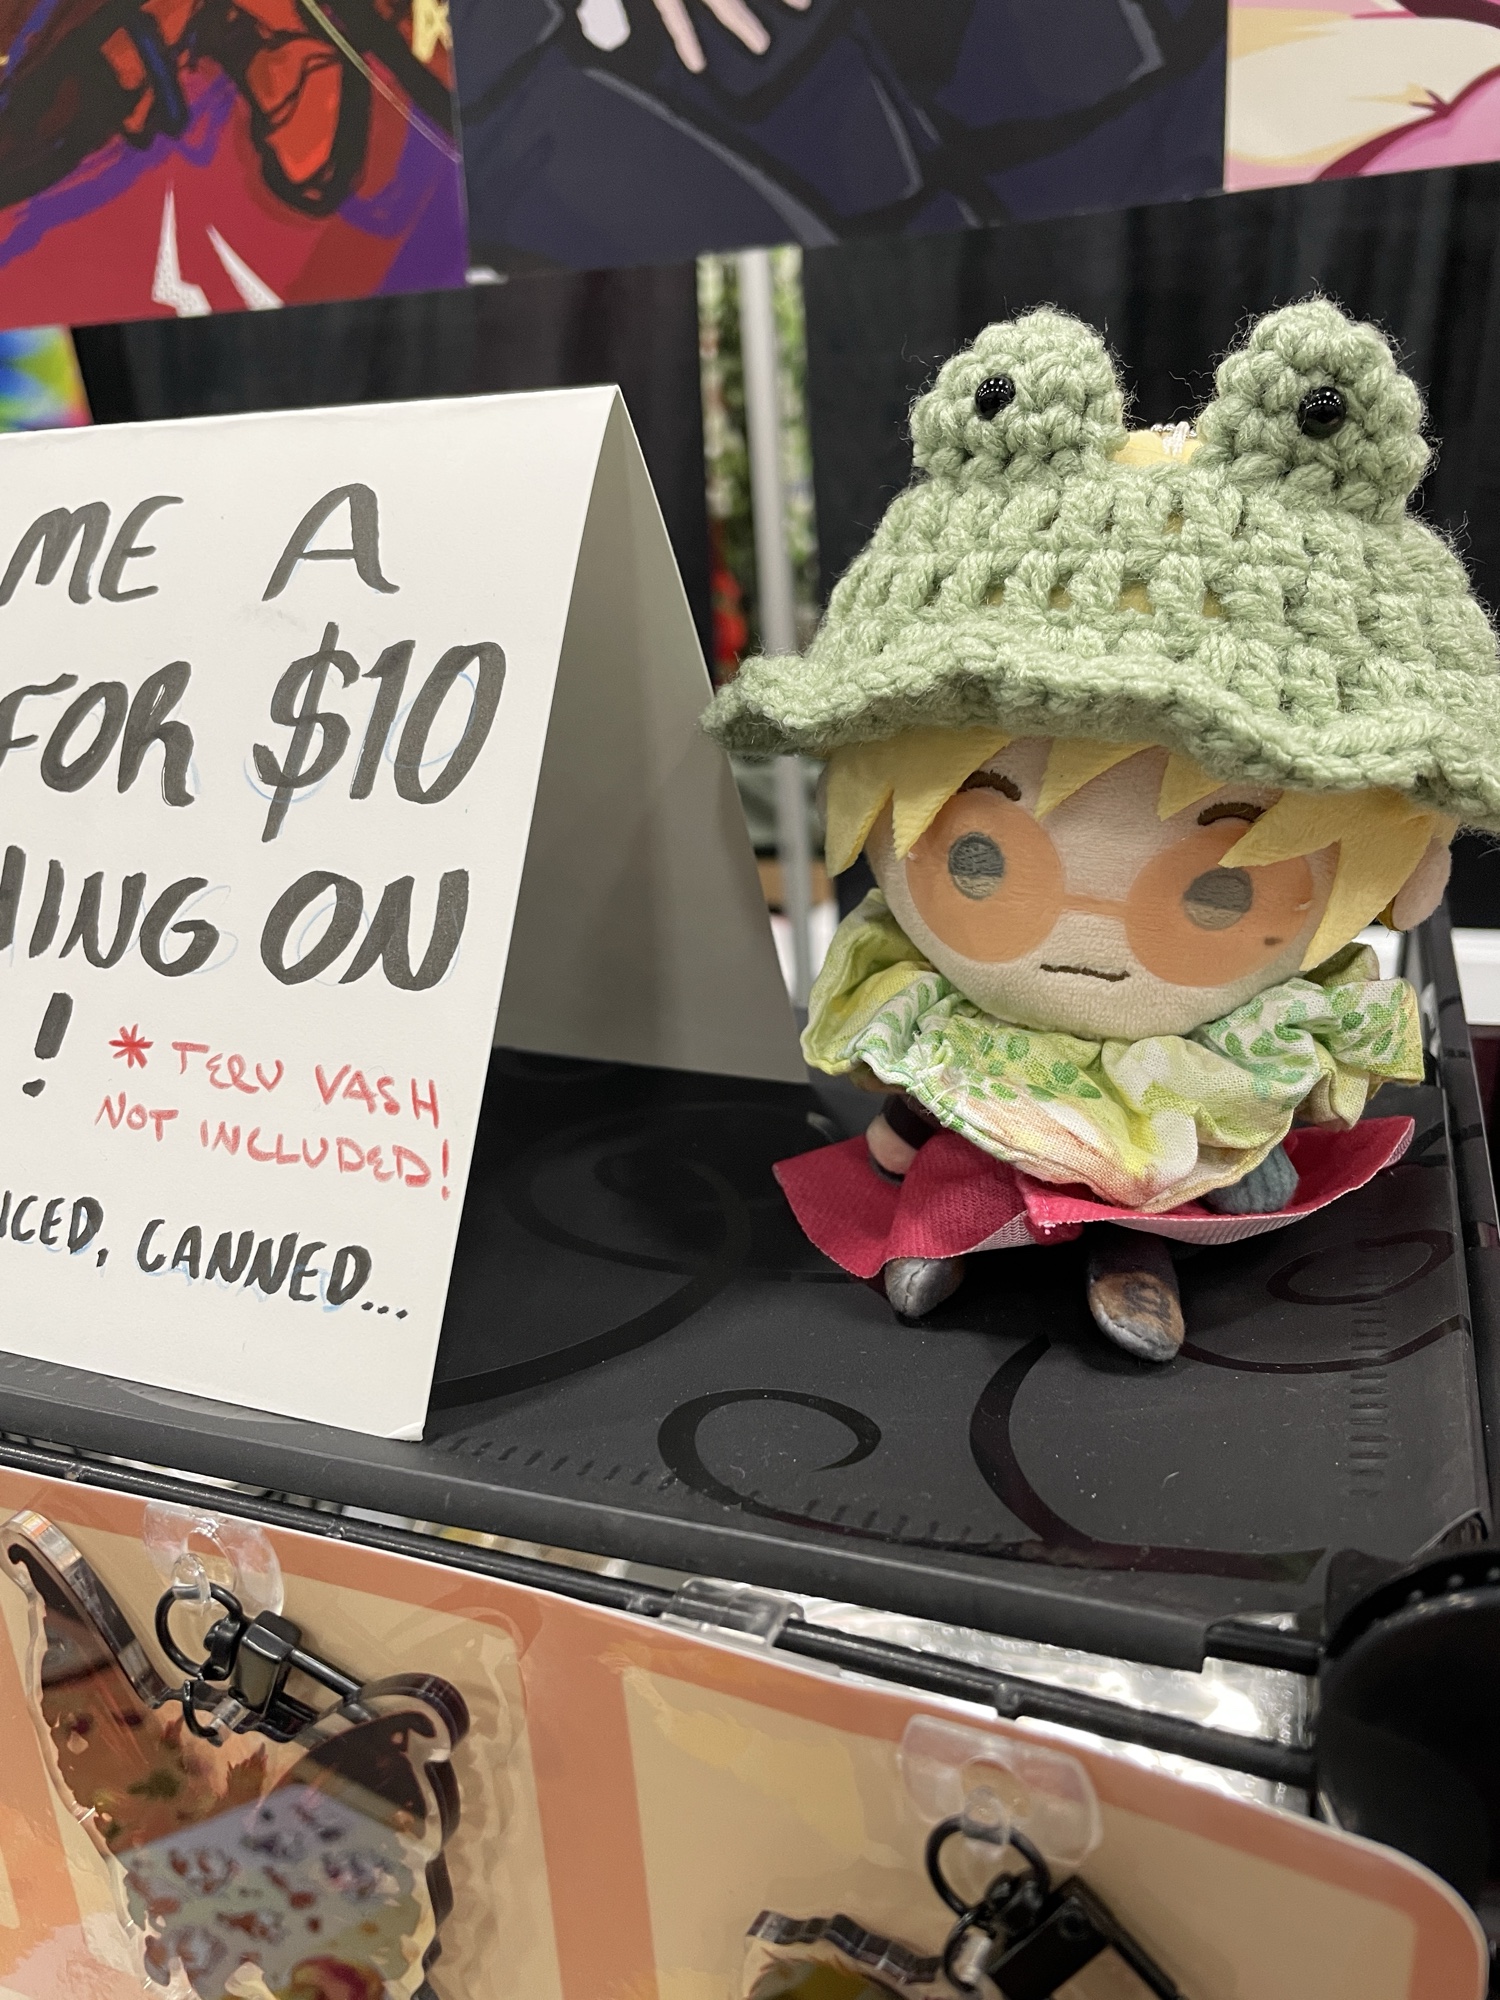 ME A
FOR $10
HING ON
!
* TERU VASH
NOT INCLUDED!
ICED, CANNED...